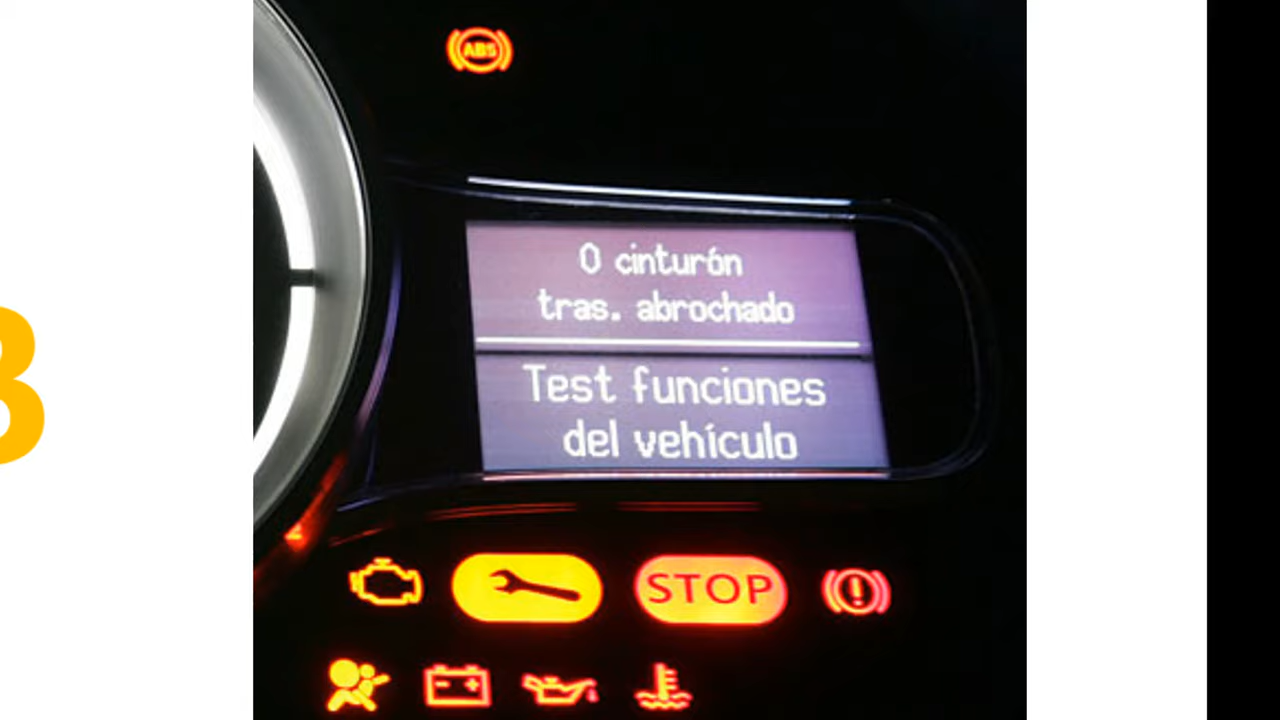 ABS
0 cinturón
tras. abrochado
Test funciones
del vehículo
STOP